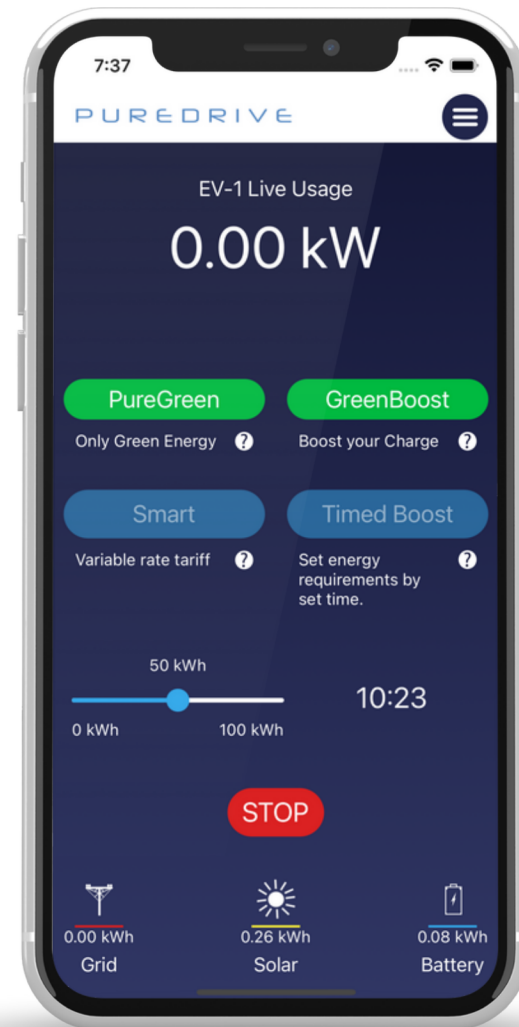 7:37
PUREDRIVE
EV-1 Live Usage
0.00 kW
PureGreen
GreenBoost
Only Green Energy ?
Boost your Charge ?
Smart
Timed Boost
Variable rate tariff ?
Set energy ?
requirements by
set time.
50 kWh
10:23
0 kWh
100 kWh
STOP
0.00 kWh
0.26 kWh
0.08 kWh
Grid
Solar
Battery